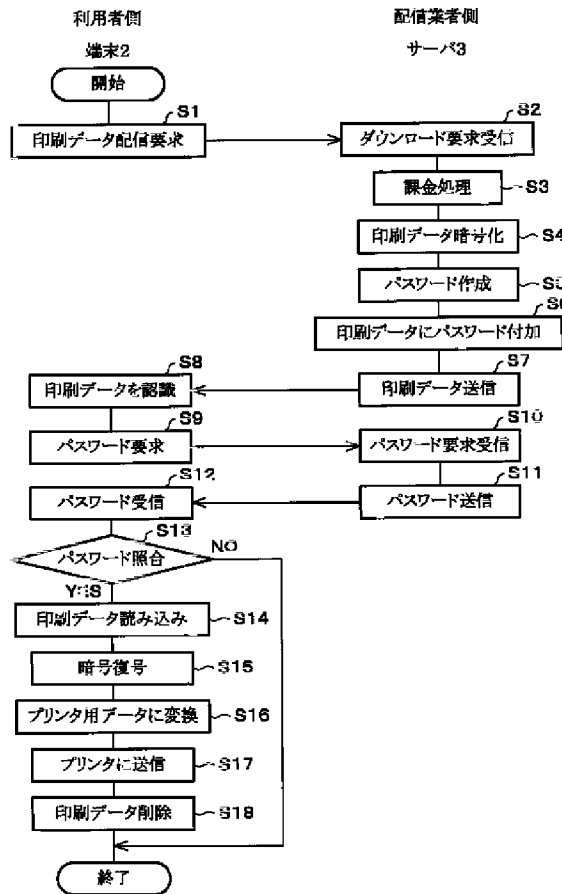 利用者側
配信業者側
端末2
サーバ3
開始
S1
印刷データ配信要求
S2
ダウンロード要求受信
課金処理
S3
印刷データ暗号化
S4
パスワード作成
S5
S6
印刷データにパスワード付加
S7
印刷データ送信
S8
印刷データを認識
S9
パスワード要求
S10
パスワード要求受信
S11
パスワード送信
S12
パスワード受信
S13
パスワード照合
NO
YES
印刷データ読み込み
S14
暗号復号
S15
プリンタ用データに変換
S16
プリンタに送信
S17
印刷データ削除
S18
終了